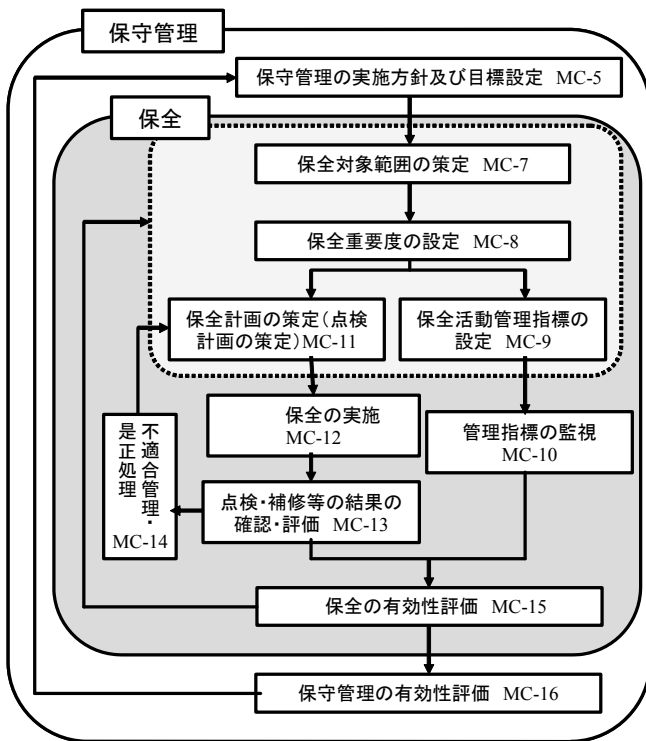 保守管理
保守管理の実施方針及び目標設定 MC-5
保全
保全対象範囲の策定 MC-7
保全重要度の設定 MC-8
保全計画の策定(点検
計画の策定)MC-11
保全活動管理指標の
設定 MC-9
保全の実施
MC-12
管理指標の監視
MC-10
不適合管理・
是正処理
MC-14
点検・補修等の結果の
確認・評価 MC-13
保全の有効性評価 MC-15
保守管理の有効性評価 MC-16